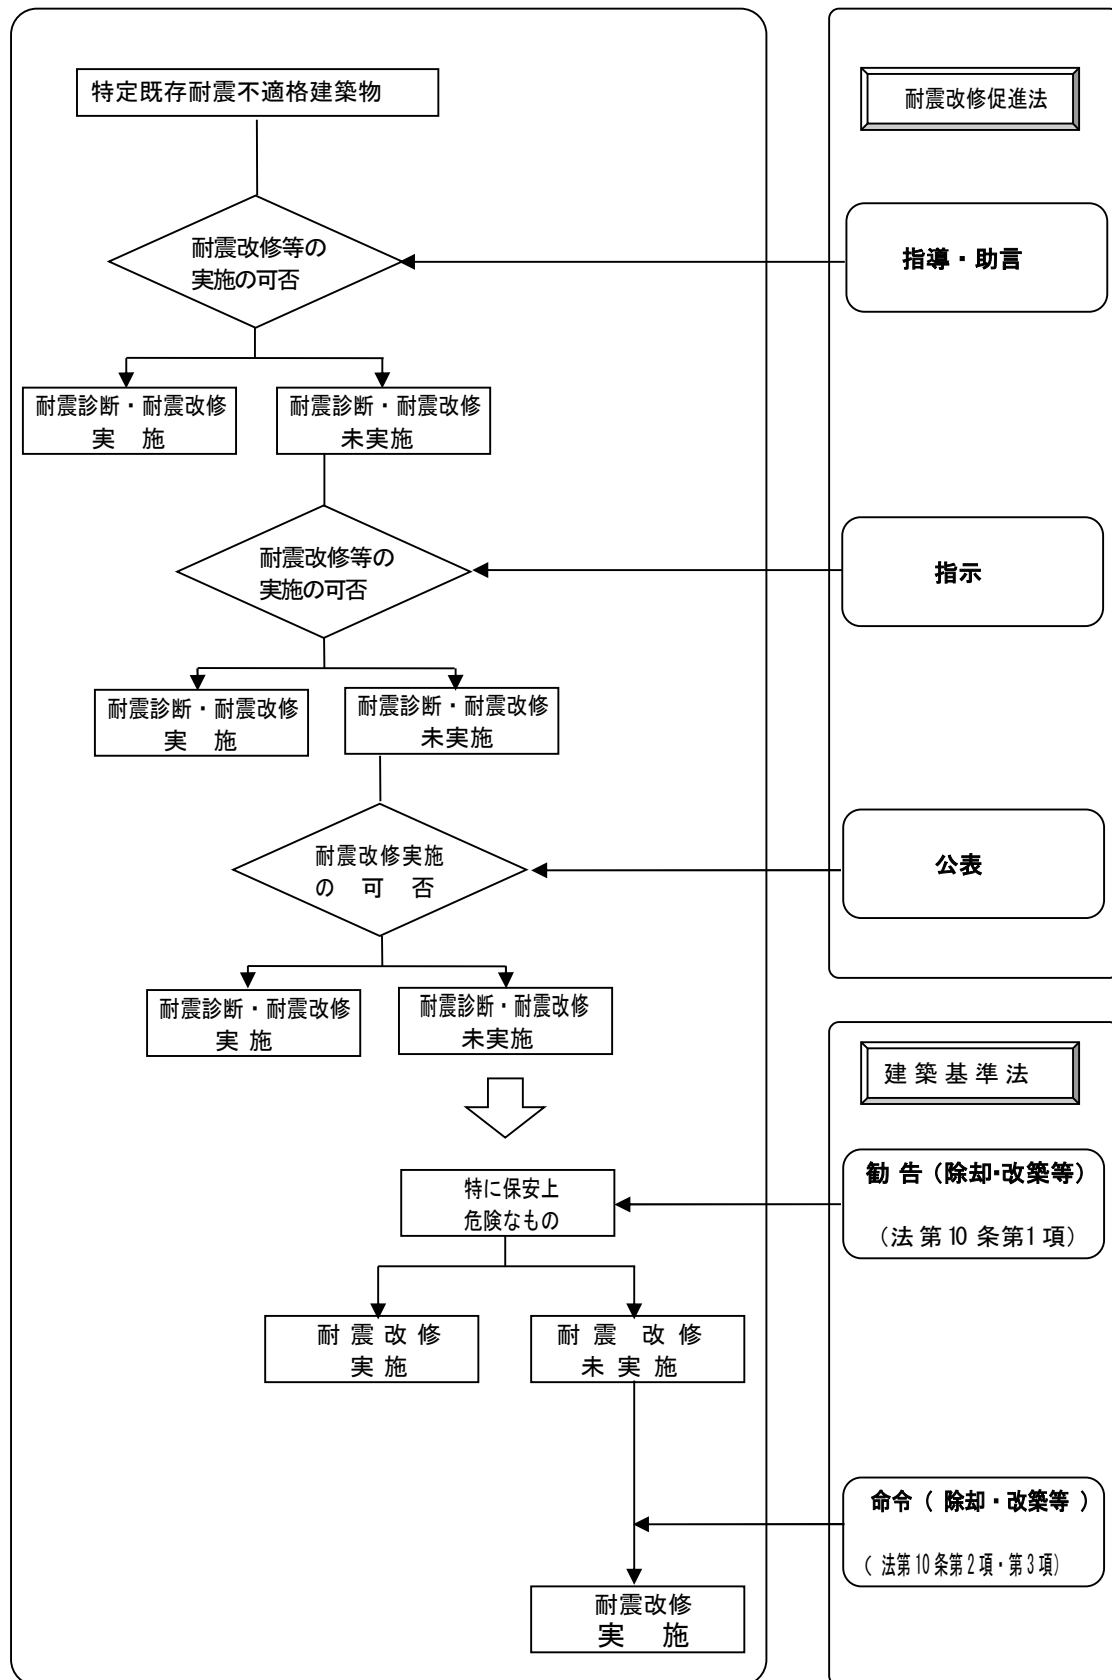 特定既存耐震不適格建築物
耐震改修促進法
耐震改修等の
実施の可否
指導・助言
耐震診断・耐震改修
実 施
耐震診断・耐震改修
未実施
耐震改修等の
実施の可否
指示
耐震診断・耐震改修
実 施
耐震診断・耐震改修
未実施
耐震改修実施
の 可 否
公表
耐震診断・耐震改修
実 施
耐震診断・耐震改修
未実施
建 築 基 準 法
特に保安上
危険なもの
勧 告（除却・改築等）
（法 第 10 条第1 項）
耐 震 改 修
実 施
耐 震 改 修
未 実 施
命令（ 除却・改築等 ）
（ 法第10条第2項・第3項）
耐震改修
実 施